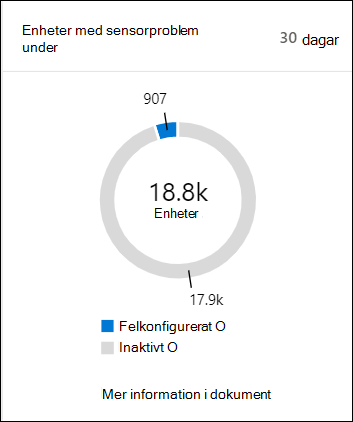 Enheter med sensorproblem
under
30 dagar
907
18.8k
Enheter
17.9k
Felkonfigurerat O
Inaktivt O
Mer information i dokument